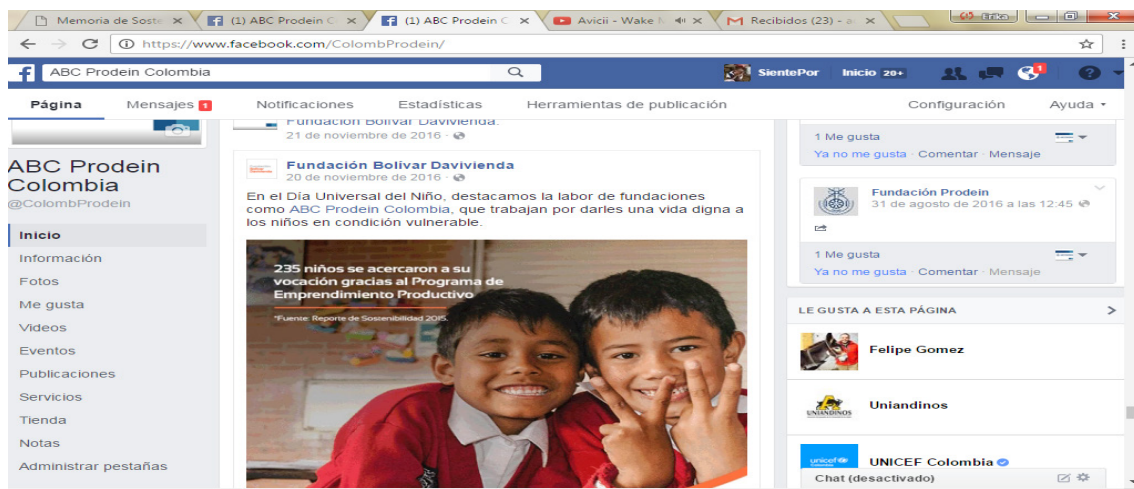 Memoria de Soste
(1) ABC Prodein C
(1) ABC Prodein C
Avicii - Wake
Recibidos (23) - a
Erika
https://www.facebook.com/ColombProdein/
ABC Prodein Colombia
SientePor
Inicio 20+
1
Página
Mensajes 1
Notificaciones
Estadísticas
Herramientas de publicación
Configuración
Ayuda
ABC Prodein
Colombia
@ColombProdein
Inicio
Información
Fotos
Me gusta
Videos
Eventos
Publicaciones
Servicios
Tienda
Notas
Administrar pestañas
Fundación Bolívar Davivienda.
21 de noviembre de 2016 ·
Fundación Bolívar Davivienda
20 de noviembre de 2016 ·
En el Día Universal del Niño, destacamos la labor de fundaciones
como ABC Prodein Colombia, que trabajan por darles una vida digna a
los niños en condición vulnerable.
235 niños se acercaron a su
vocación gracias al Programa de
Emprendimiento Productivo
*Fuente: Reporte de Sostenibilidad 2015.
1 Me gusta
Ya no me gusta · Comentar · Mensaje
Fundación Prodein
31 de agosto de 2016 a las 12:45
1 Me gusta
Ya no me gusta · Comentar · Mensaje
LE GUSTA A ESTA PÁGINA
Felipe Gomez
UNIANDINOS
Uniandinos
unicef
UNICEF Colombia
Chat (desactivado)